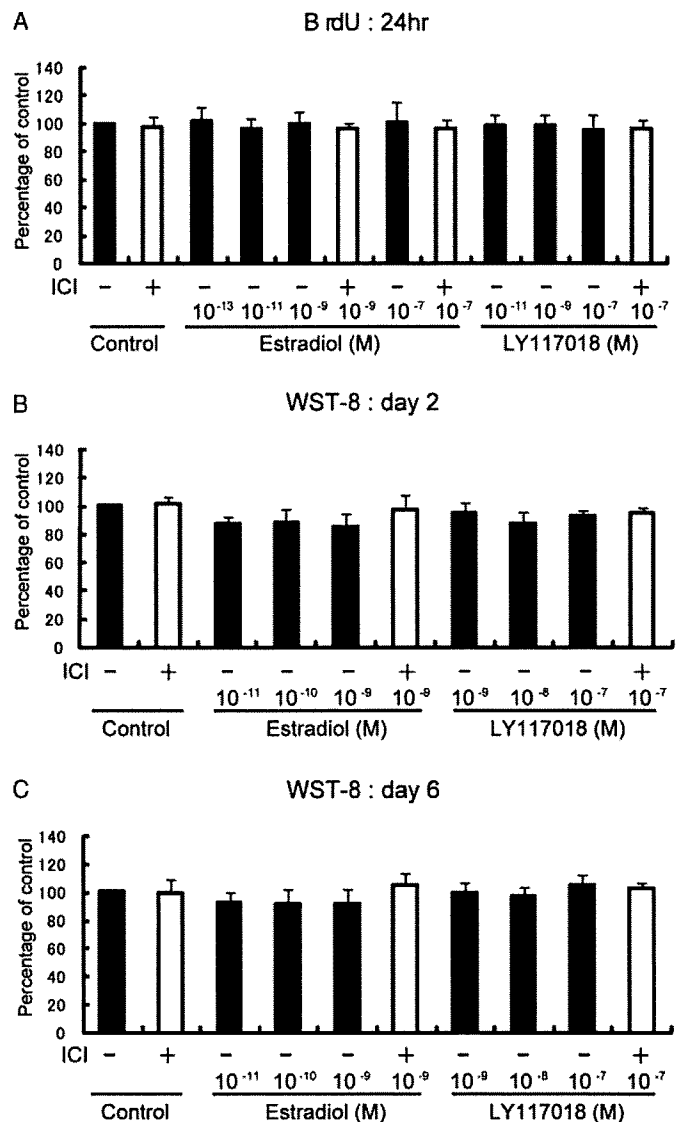 A
B rdU : 24hr
Percentage of control
140
120
100
80
60
40
20
0
ICI − + − − − + − + − − − +
10⁻¹³ 10⁻¹¹ 10⁻⁹ 10⁻⁹ 10⁻⁷ 10⁻⁷ 10⁻¹¹ 10⁻⁹ 10⁻⁷ 10⁻⁷
Control Estradiol (M) LY117018 (M)
B
WST-8 : day 2
Percentage of control
140
120
100
80
60
40
20
0
ICI − + − − − + − − − +
10⁻¹¹ 10⁻¹⁰ 10⁻⁹ 10⁻⁹ 10⁻⁹ 10⁻⁸ 10⁻⁷ 10⁻⁷
Control Estradiol (M) LY117018 (M)
C
WST-8 : day 6
Percentage of control
140
120
100
80
60
40
20
0
ICI − + − − − + − − − +
10⁻¹¹ 10⁻¹⁰ 10⁻⁹ 10⁻⁹ 10⁻⁹ 10⁻⁸ 10⁻⁷ 10⁻⁷
Control Estradiol (M) LY117018 (M)